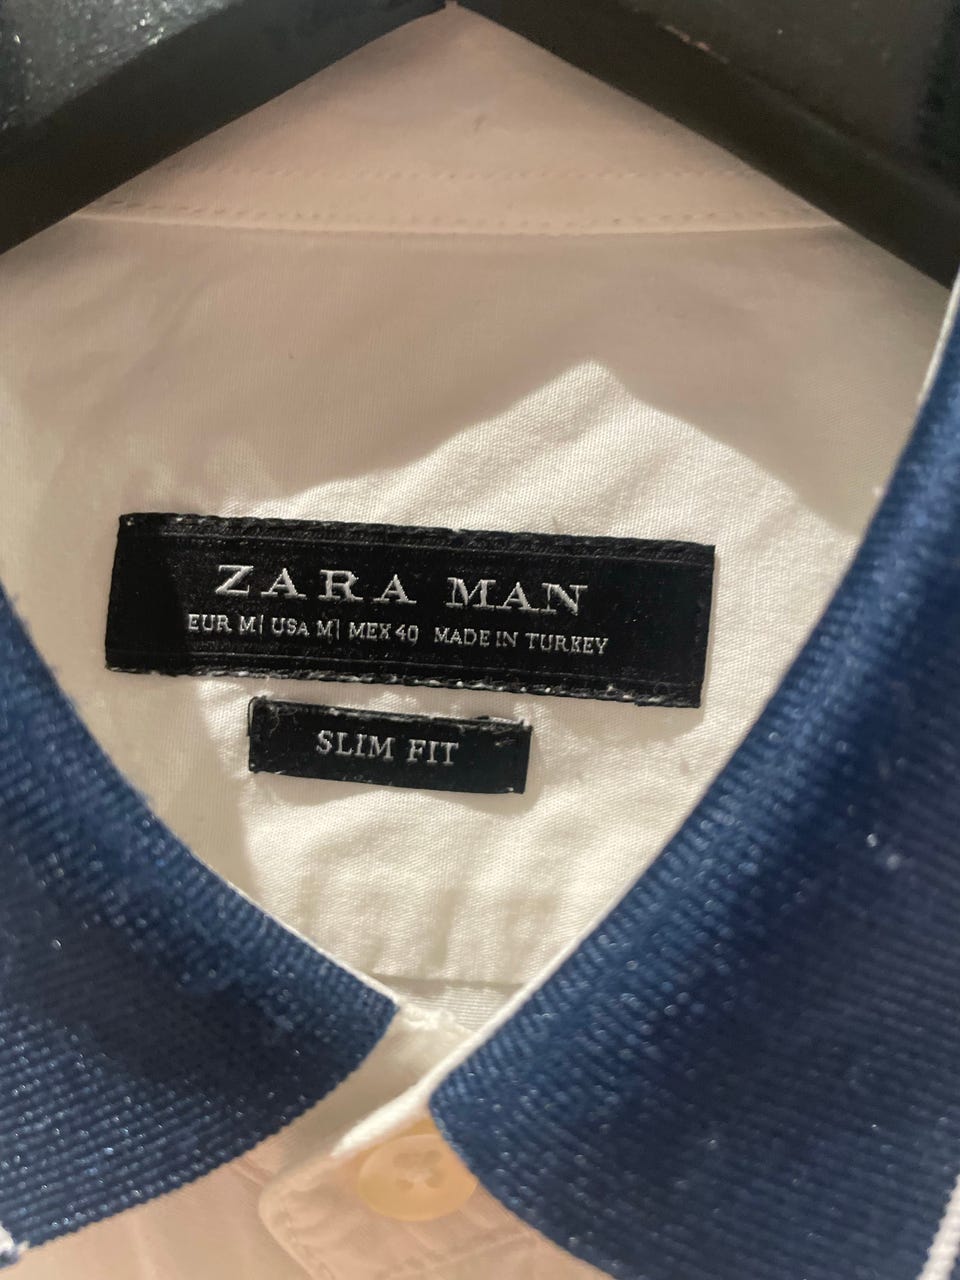 ZARA MAN
EUR M| USA M| MEX 40 MADE IN TURKEY
SLIM FIT